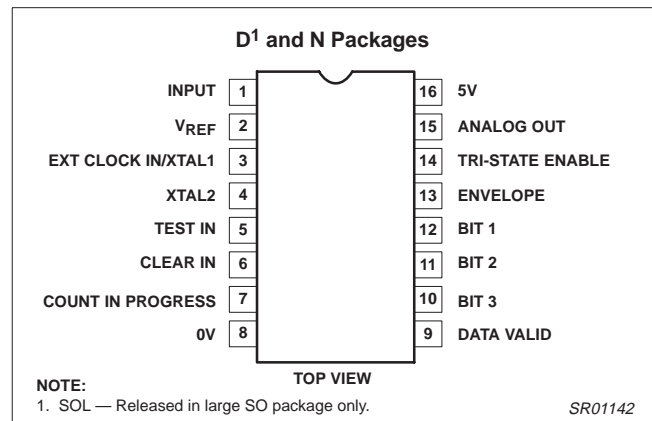 D1 and N Packages
INPUT 1 16 5V
VREF 2 15 ANALOG OUT
EXT CLOCK IN/XTAL1 3 14 TRI-STATE ENABLE
XTAL2 4 13 ENVELOPE
TEST IN 5 12 BIT 1
CLEAR IN 6 11 BIT 2
COUNT IN PROGRESS 7 10 BIT 3
0V 8 9 DATA VALID
TOP VIEW
NOTE:
1. SOL — Released in large SO package only.
SR01142